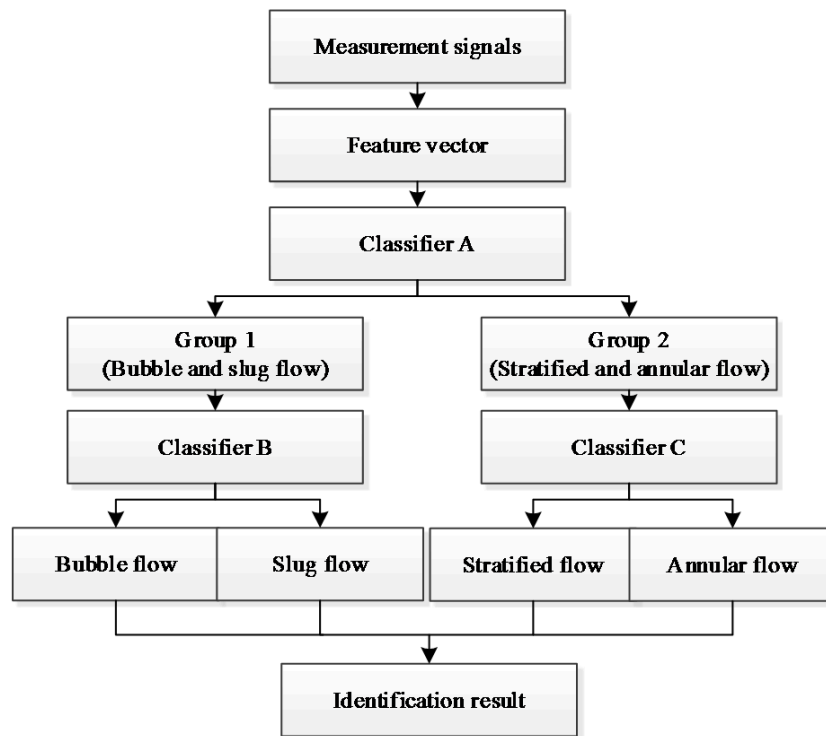 Measurement signals
Feature vector
Classifier A
Group 1
(Bubble and slug flow)
Group 2
(Stratified and annular flow)
Classifier B
Classifier C
Bubble flow
Slug flow
Stratified flow
Annular flow
Identification result